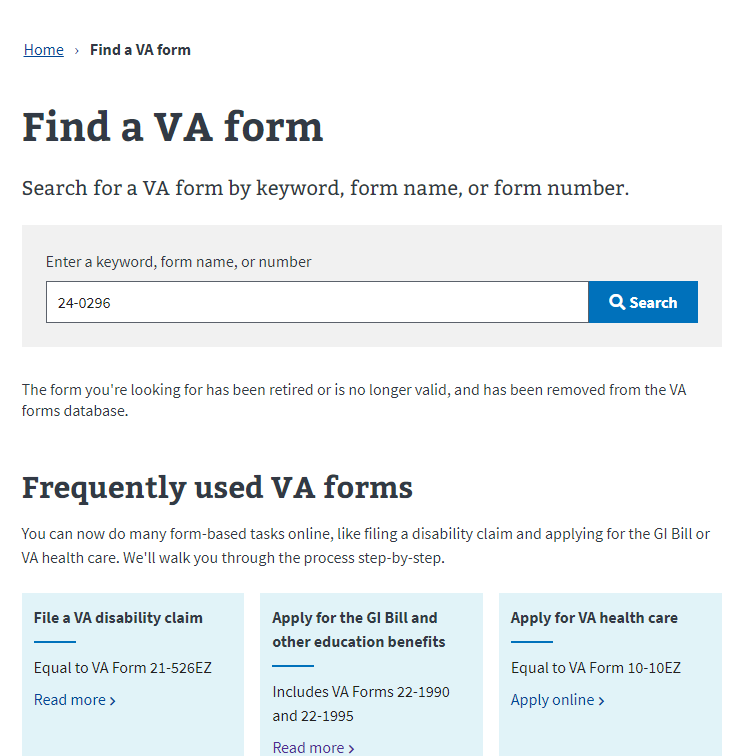 Home › Find a VA form
Find a VA form
Search for a VA form by keyword, form name, or form number.
Enter a keyword, form name, or number
24-0296
Search
The form you're looking for has been retired or is no longer valid, and has been removed from the VA
forms database.
Frequently used VA forms
You can now do many form-based tasks online, like filing a disability claim and applying for the GI Bill or
VA health care. We'll walk you through the process step-by-step.
File a VA disability claim
Equal to VA Form 21-526EZ
Read more ›
Apply for the GI Bill and
other education benefits
Includes VA Forms 22-1990
and 22-1995
Read more ›
Apply for VA health care
Equal to VA Form 10-10EZ
Apply online ›